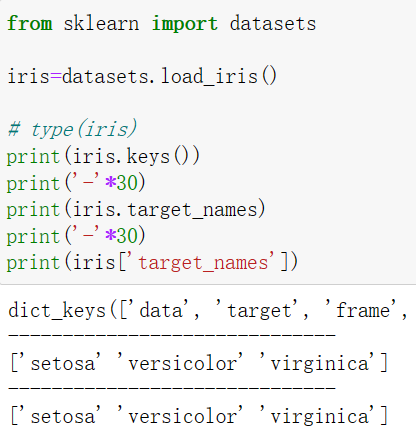 from sklearn import datasets
iris=datasets.load_iris()
# type(iris)
print(iris.keys())
print('-'*30)
print(iris.target_names)
print('-'*30)
print(iris['target_names'])
dict_keys(['data', 'target', 'frame',
------------------------------
['setosa' 'versicolor' 'virginica']
------------------------------
['setosa' 'versicolor' 'virginica']